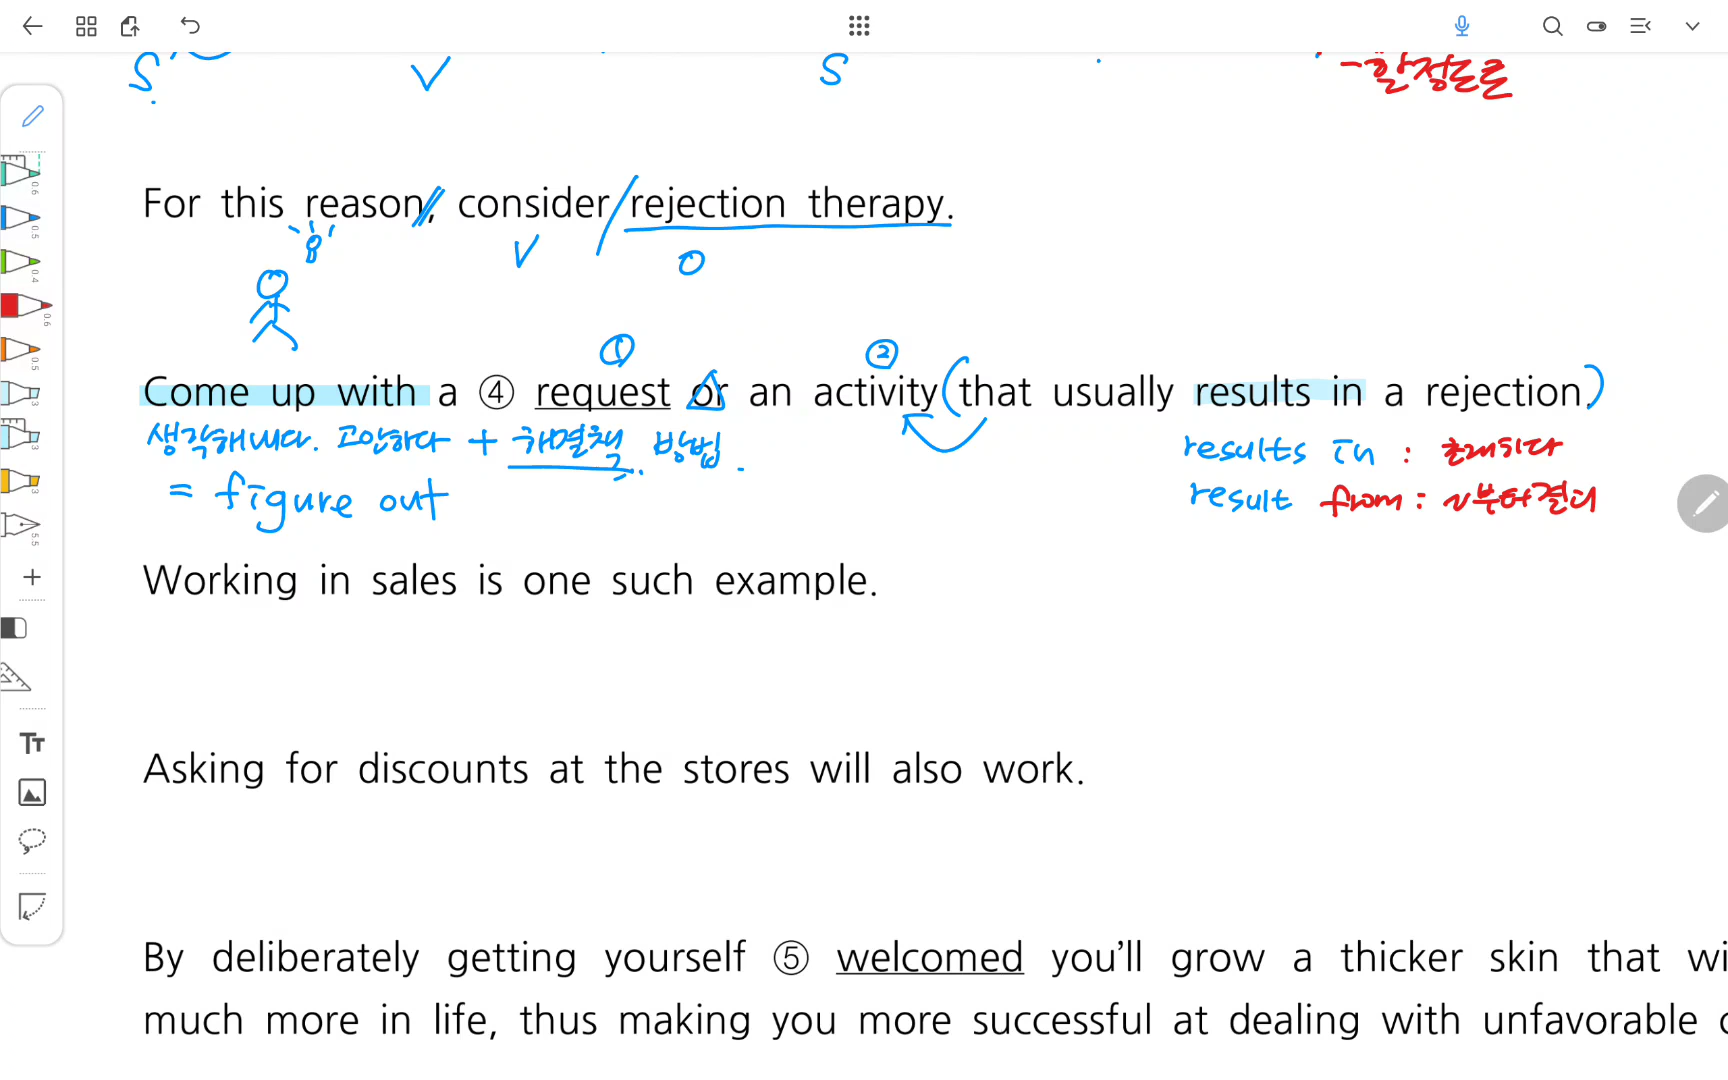 S V S -할정도로
For this reason, consider rejection therapy.
V O
① ②
Come up with a ④ request or an activity (that usually results in a rejection.)
생각해내다. 고안하다 + 해결책, 방법. results in : 초래하다
= figure out result from : ~부터 결과
Working in sales is one such example.
Asking for discounts at the stores will also work.
By deliberately getting yourself ⑤ welcomed you'll grow a thicker skin that wi
much more in life, thus making you more successful at dealing with unfavorable